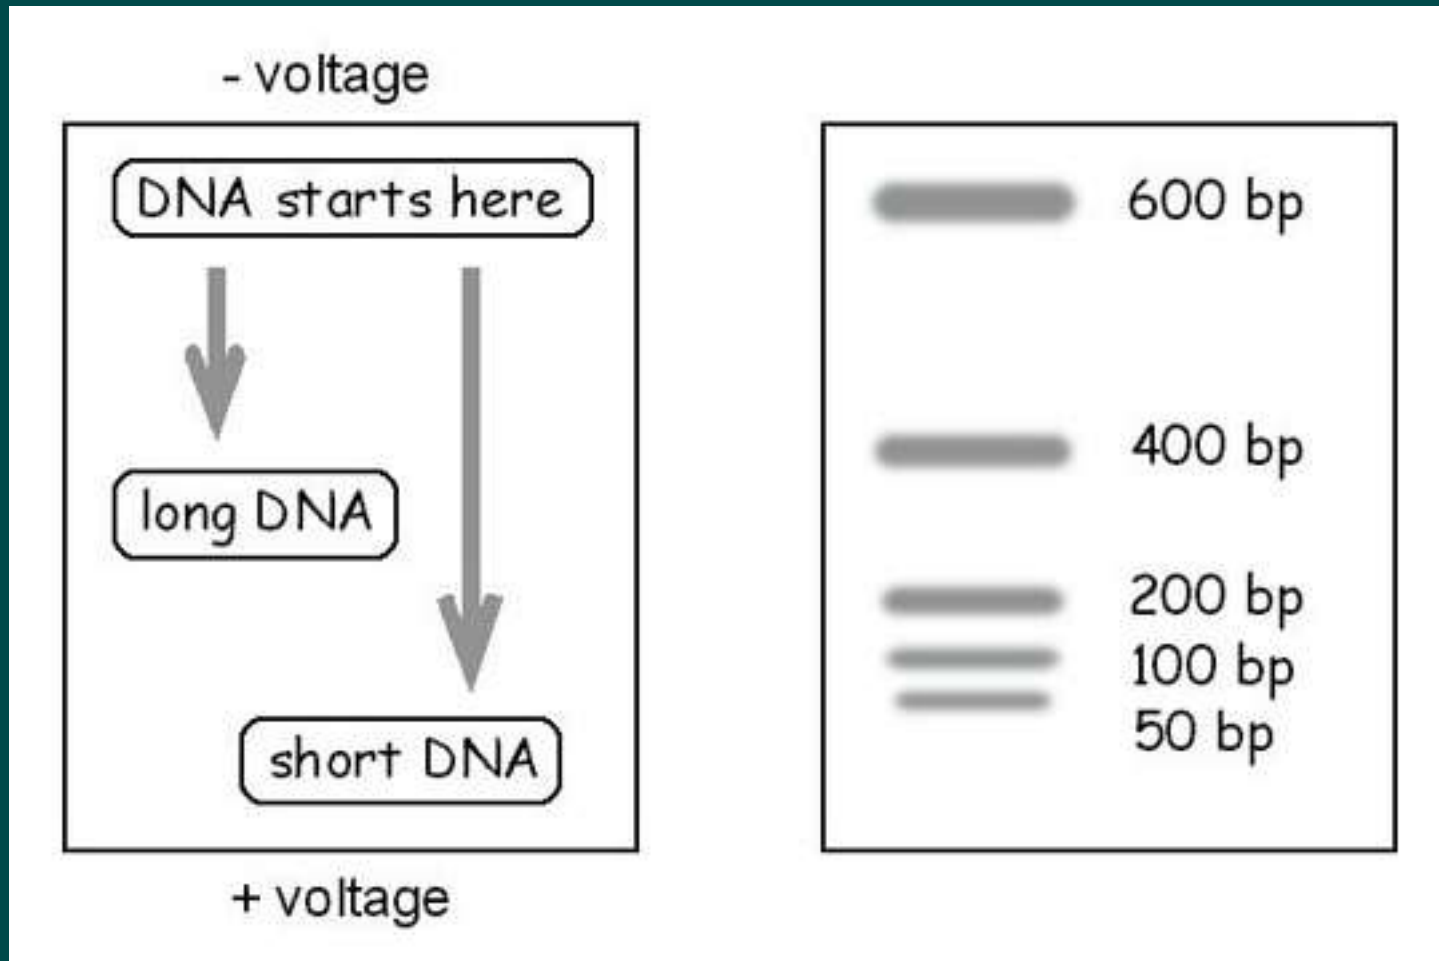 - voltage
DNA starts here
long DNA
short DNA
+ voltage
600 bp
400 bp
200 bp
100 bp
50 bp